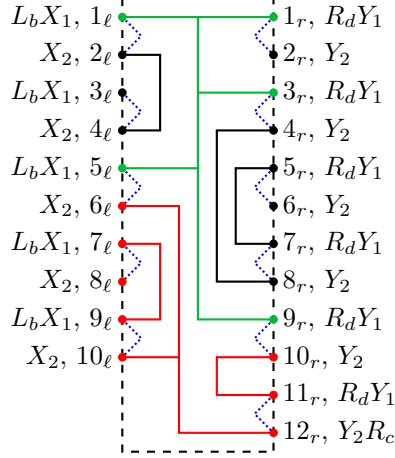 L_bX_1, 1_ℓ 1_r, R_dY_1
X_2, 2_ℓ 2_r, Y_2
L_bX_1, 3_ℓ 3_r, R_dY_1
X_2, 4_ℓ 4_r, Y_2
L_bX_1, 5_ℓ 5_r, R_dY_1
X_2, 6_ℓ 6_r, Y_2
L_bX_1, 7_ℓ 7_r, R_dY_1
X_2, 8_ℓ 8_r, Y_2
L_bX_1, 9_ℓ 9_r, R_dY_1
X_2, 10_ℓ 10_r, Y_2
11_r, R_dY_1
12_r, Y_2R_c